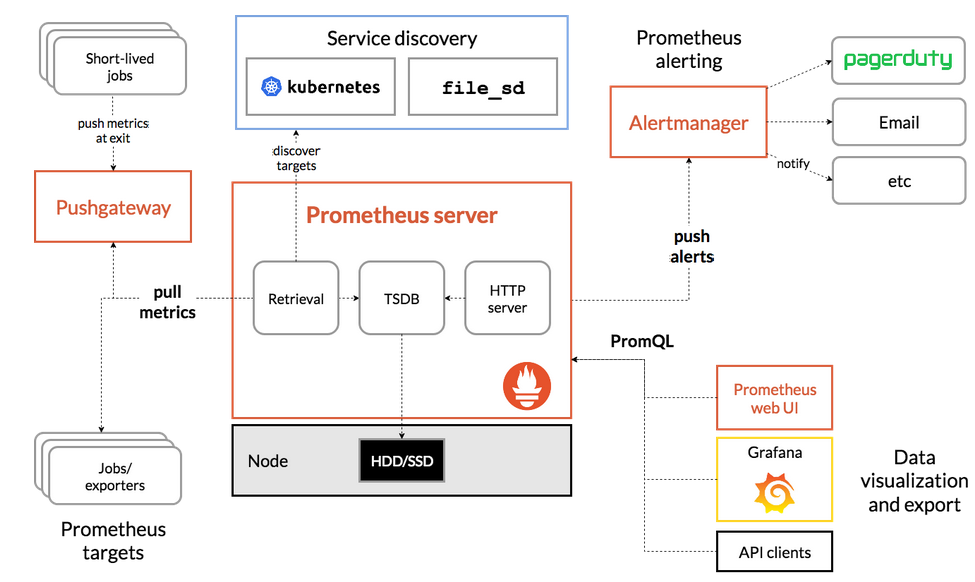 Short-lived
jobs
push metrics
at exit
Pushgateway
pull
metrics
Jobs/
exporters
Prometheus
targets
Service discovery
kubernetes
file_sd
discover
targets
Prometheus server
Retrieval
TSDB
HTTP
server
Node
HDD/SSD
Prometheus
alerting
Alertmanager
pagerduty
Email
notify
etc
push
alerts
PromQL
Prometheus
web UI
Grafana
API clients
Data
visualization
and export